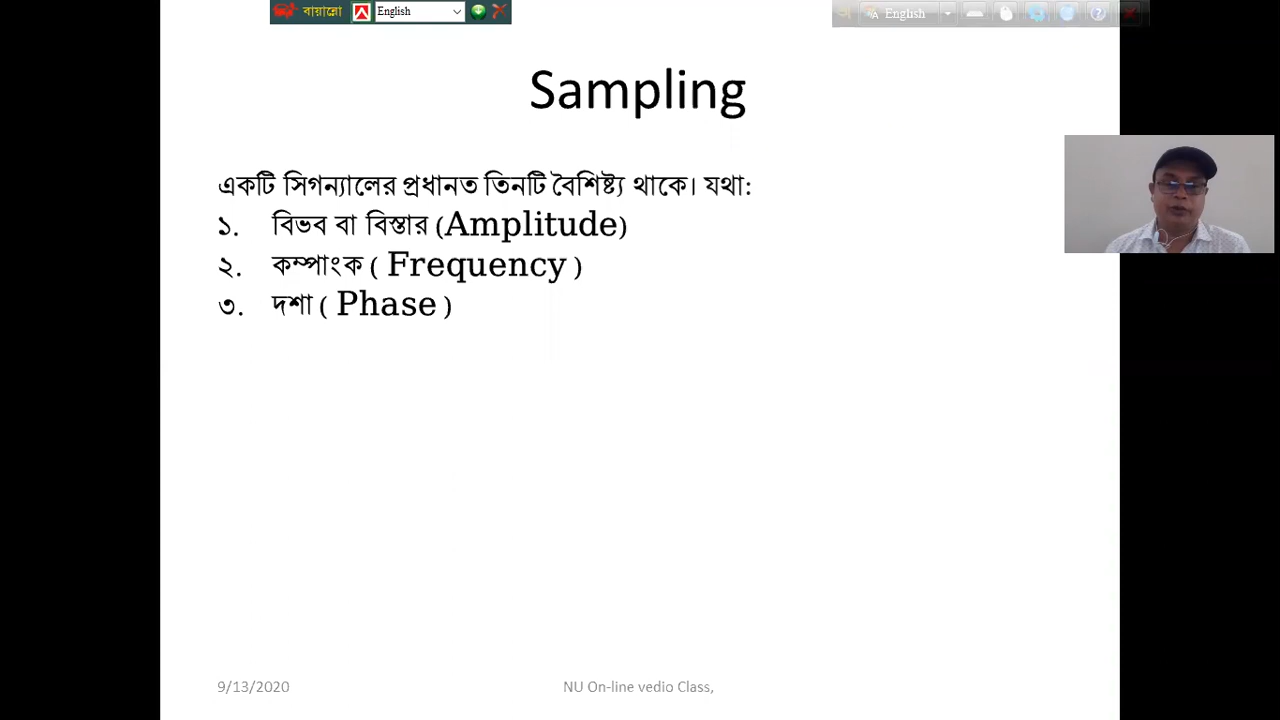 বায়ান্নো English
English
Sampling
একটি সিগন্যালের প্রধানত তিনটি বৈশিষ্ট্য থাকে। যথা:
১. বিভব বা বিস্তার (Amplitude)
২. কম্পাংক ( Frequency )
৩. দশা ( Phase )
9/13/2020 NU On-line vedio Class,